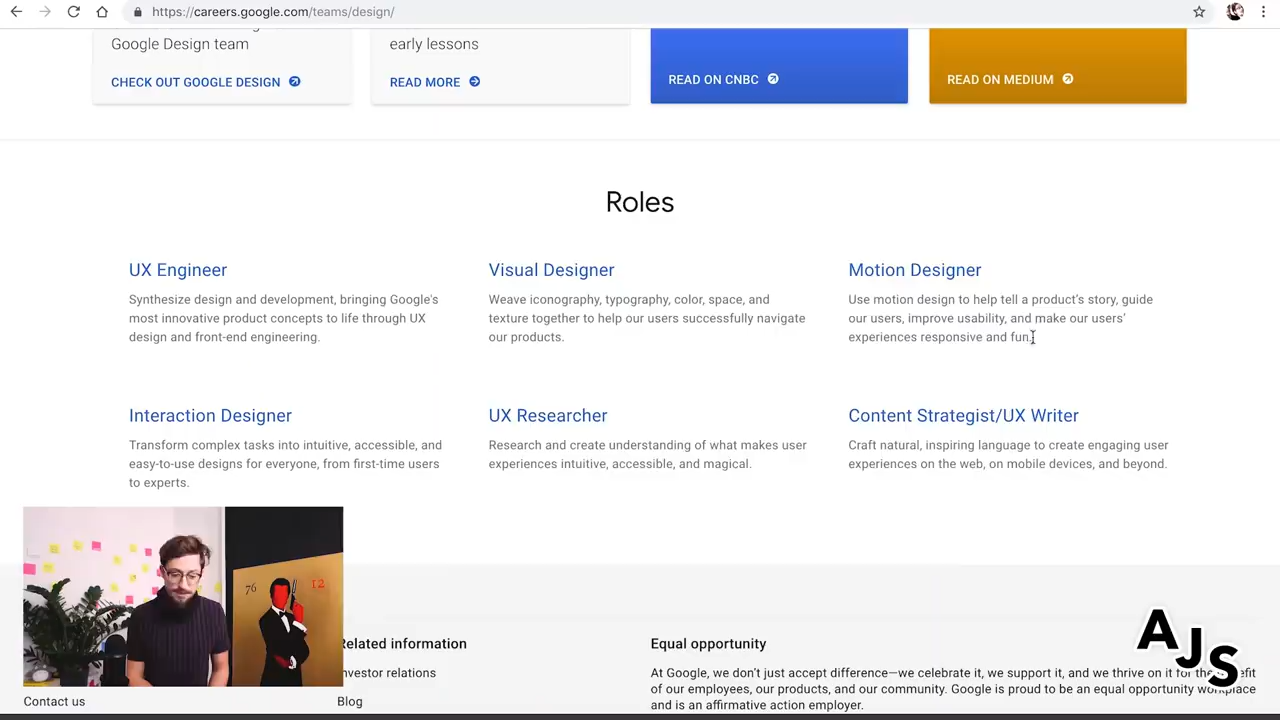 https://careers.google.com/teams/design/
Google Design team
CHECK OUT GOOGLE DESIGN
early lessons
READ MORE
READ ON CNBC
READ ON MEDIUM
Roles
UX Engineer
Synthesize design and development, bringing Google's
most innovative product concepts to life through UX
design and front-end engineering.
Visual Designer
Weave iconography, typography, color, space, and
texture together to help our users successfully navigate
our products.
Motion Designer
Use motion design to help tell a product's story, guide
our users, improve usability, and make our users'
experiences responsive and fun.
Interaction Designer
Transform complex tasks into intuitive, accessible, and
easy-to-use designs for everyone, from first-time users
to experts.
UX Researcher
Research and create understanding of what makes user
experiences intuitive, accessible, and magical.
Content Strategist/UX Writer
Craft natural, inspiring language to create engaging user
experiences on the web, on mobile devices, and beyond.
76
12
Contact us
Related information
Investor relations
Blog
Equal opportunity
At Google, we don't just accept difference—we celebrate it, we support it, and we thrive on it for the benefit
of our employees, our products, and our community. Google is proud to be an equal opportunity workplace
and is an affirmative action employer.
AJS